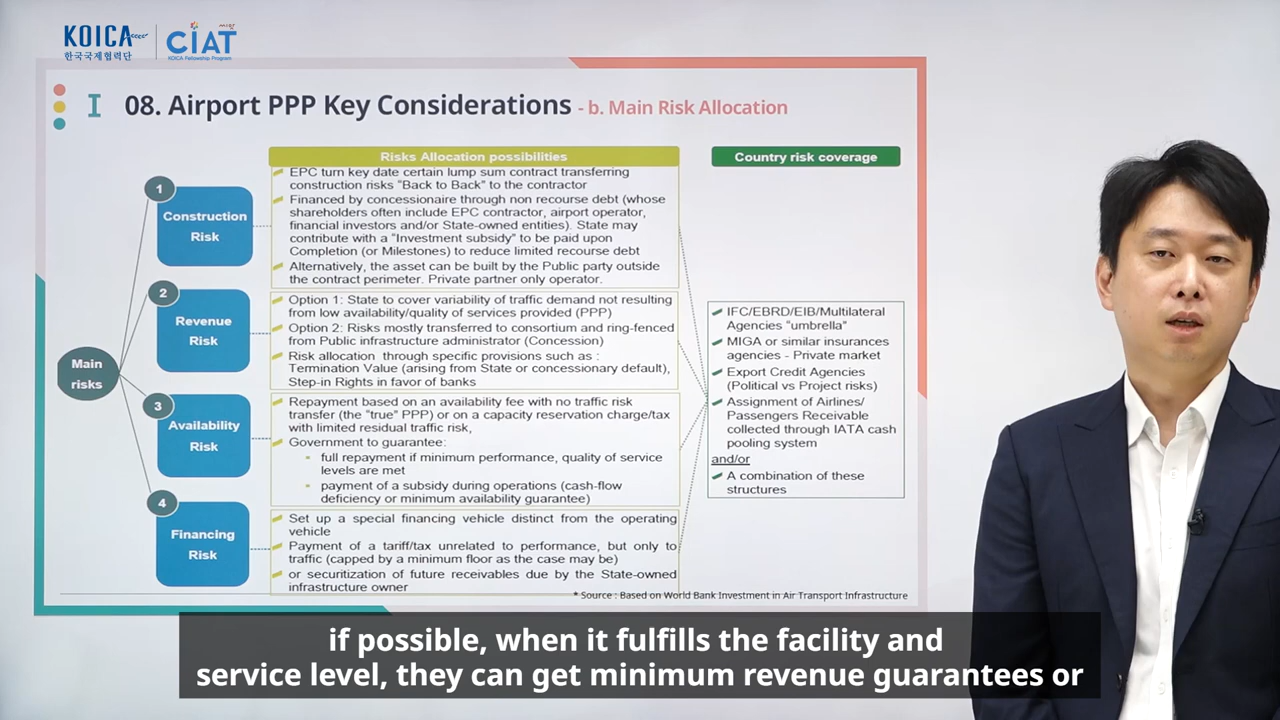 KOICA
한국국제협력단
CIAT
KOICA Fellowship Program
I 08. Airport PPP Key Considerations - b. Main Risk Allocation
Risks Allocation possibilities
Country risk coverage
Main
risks
1
Construction
Risk
EPC turn key date certain lump sum contract transferring
construction risks "Back to Back" to the contractor
Financed by concessionaire through non recourse debt (whose
shareholders often include EPC contractor, airport operator,
financial investors and/or State-owned entities). State may
contribute with a "Investment subsidy" to be paid upon
Completion (or Milestones) to reduce limited recourse debt
Alternatively, the asset can be built by the Public party outside
the contract perimeter. Private partner only operator.
2
Revenue
Risk
Option 1: State to cover variability of traffic demand not resulting
from low availability/quality of services provided (PPP)
Option 2: Risks mostly transferred to consortium and ring-fenced
from Public infrastructure administrator (Concession)
Risk allocation through specific provisions such as :
Termination Value (arising from State or concessionary default),
Step-in Rights in favor of banks
3
Availability
Risk
Repayment based on an availability fee with no traffic risk
transfer (the "true" PPP) or on a capacity reservation charge/tax
with limited residual traffic risk,
Government to guarantee:
full repayment if minimum performance, quality of service
levels are met
payment of a subsidy during operations (cash-flow
deficiency or minimum availability guarantee)
4
Financing
Risk
Set up a special financing vehicle distinct from the operating
vehicle
Payment of a tariff/tax unrelated to performance, but only to
traffic (capped by a minimum floor as the case may be)
or securitization of future receivables due by the State-owned
infrastructure owner
IFC/EBRD/EIB/Multilateral
Agencies "umbrella"
MIGA or similar insurances
agencies - Private market
Export Credit Agencies
(Political vs Project risks)
Assignment of Airlines/
Passengers Receivable
collected through IATA cash
pooling system
and/or
A combination of these
structures
* Source : Based on World Bank Investment in Air Transport Infrastructure
if possible, when it fulfills the facility and
service level, they can get minimum revenue guarantees or